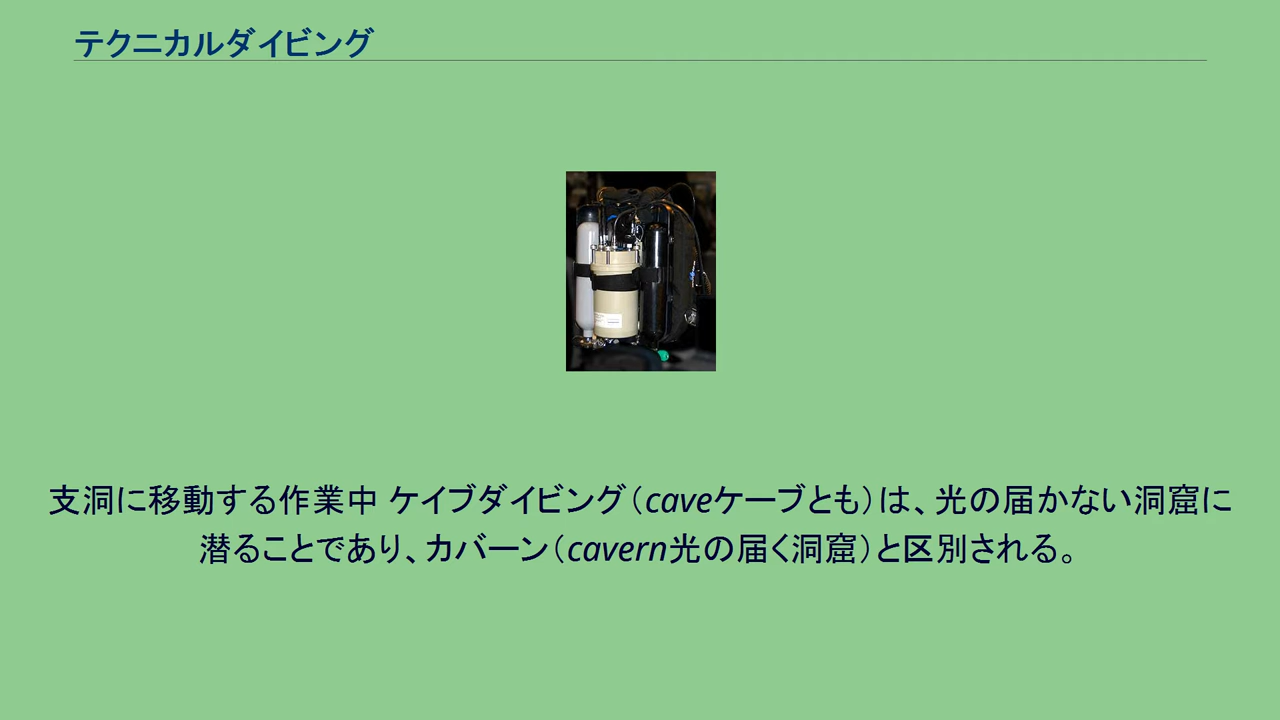 テクニカルダイビング
支洞に移動する作業中 ケイブダイビング（caveケーブとも）は、光の届かない洞窟に
潜ることであり、カバーン（cavern光の届く洞窟）と区別される。